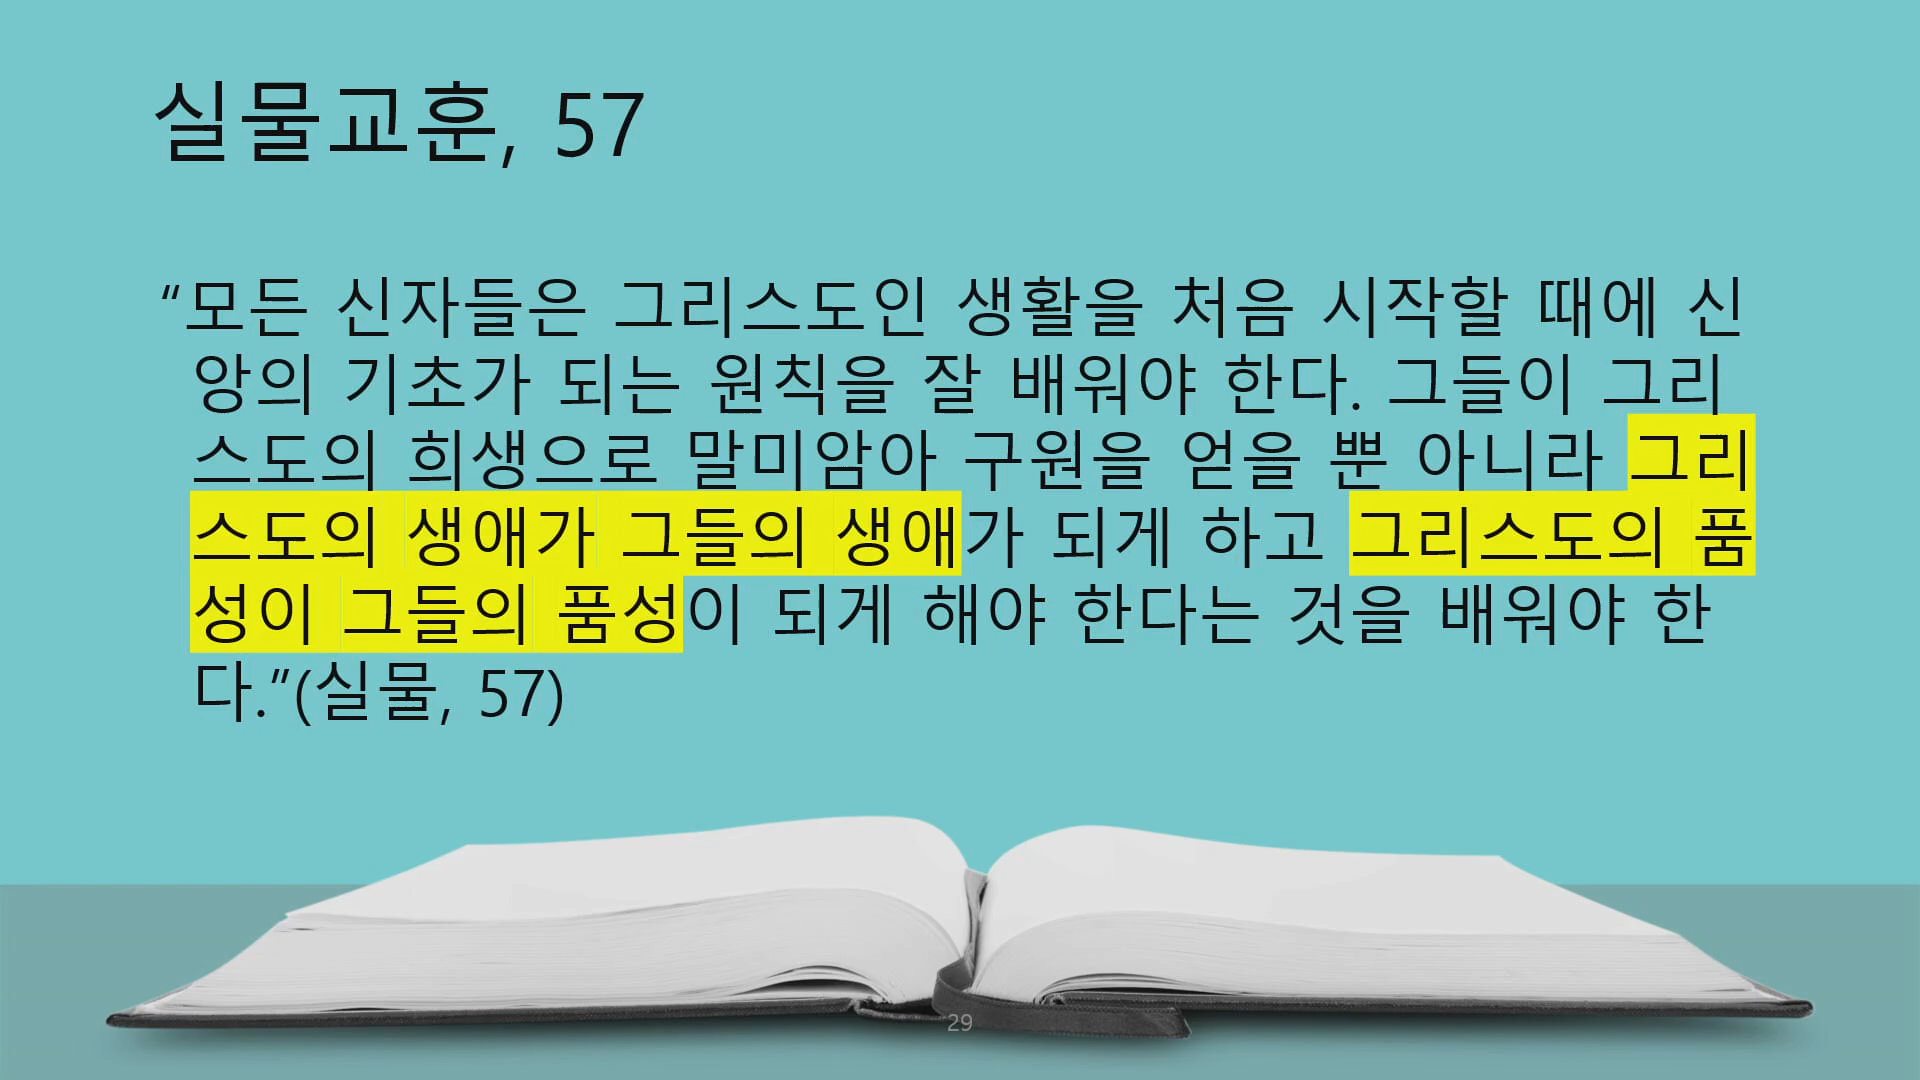 실물교훈, 57
“모든 신자들은 그리스도인 생활을 처음 시작할 때에 신
앙의 기초가 되는 원칙을 잘 배워야 한다. 그들이 그리
스도의 희생으로 말미암아 구원을 얻을 뿐 아니라 그리
스도의 생애가 그들의 생애가 되게 하고 그리스도의 품
성이 그들의 품성이 되게 해야 한다는 것을 배워야 한
다.”(실물, 57)
29